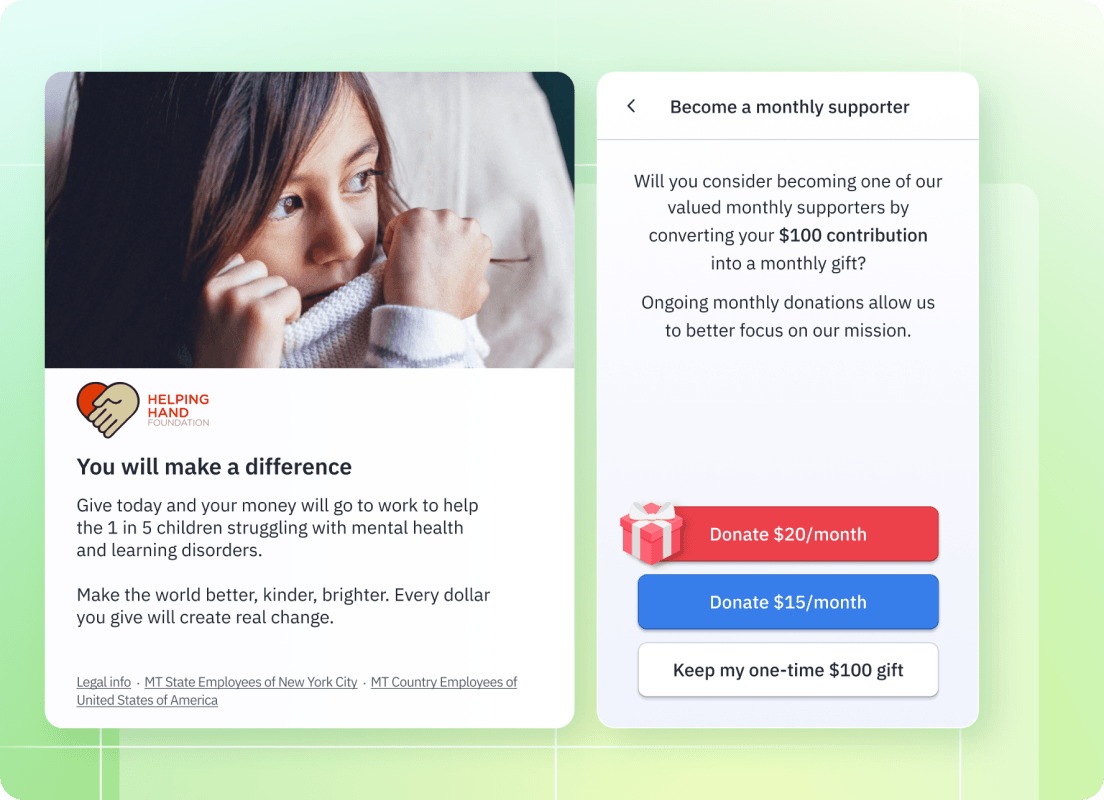 HELPING
HAND
FOUNDATION
You will make a difference
Give today and your money will go to work to help
the 1 in 5 children struggling with mental health
and learning disorders.
Make the world better, kinder, brighter. Every dollar
you give will create real change.
Legal info · MT State Employees of New York City · MT Country Employees of
United States of America
Become a monthly supporter
Will you consider becoming one of our
valued monthly supporters by
converting your $100 contribution
into a monthly gift?
Ongoing monthly donations allow us
to better focus on our mission.
Donate $20/month
Donate $15/month
Keep my one-time $100 gift